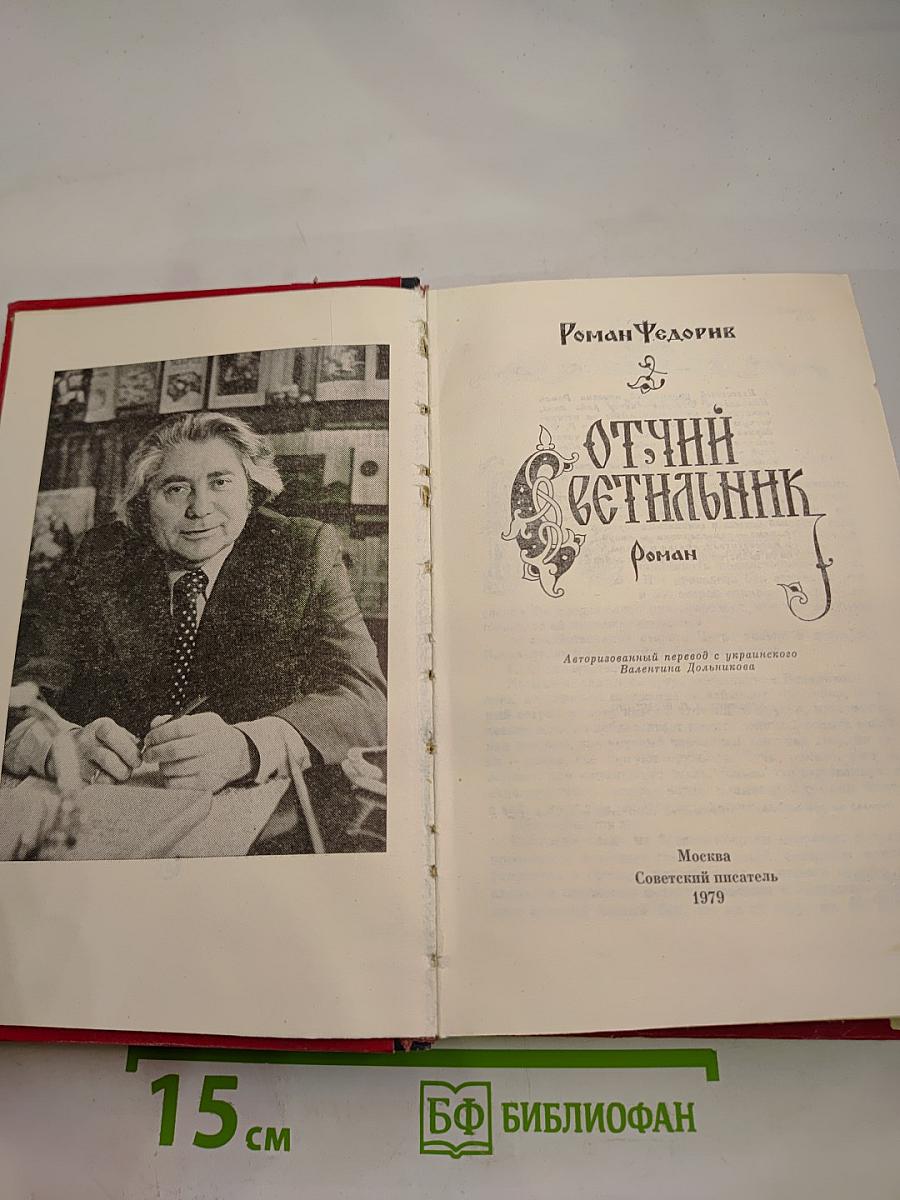 Роман Федорив
ОТЧИЙ
СВЕТИЛЬНИК
Роман
Авторизованный перевод с украинского
Валентина Дольникова
Москва
Советский писатель
1979
15 см
БФ БИБЛИОФАН